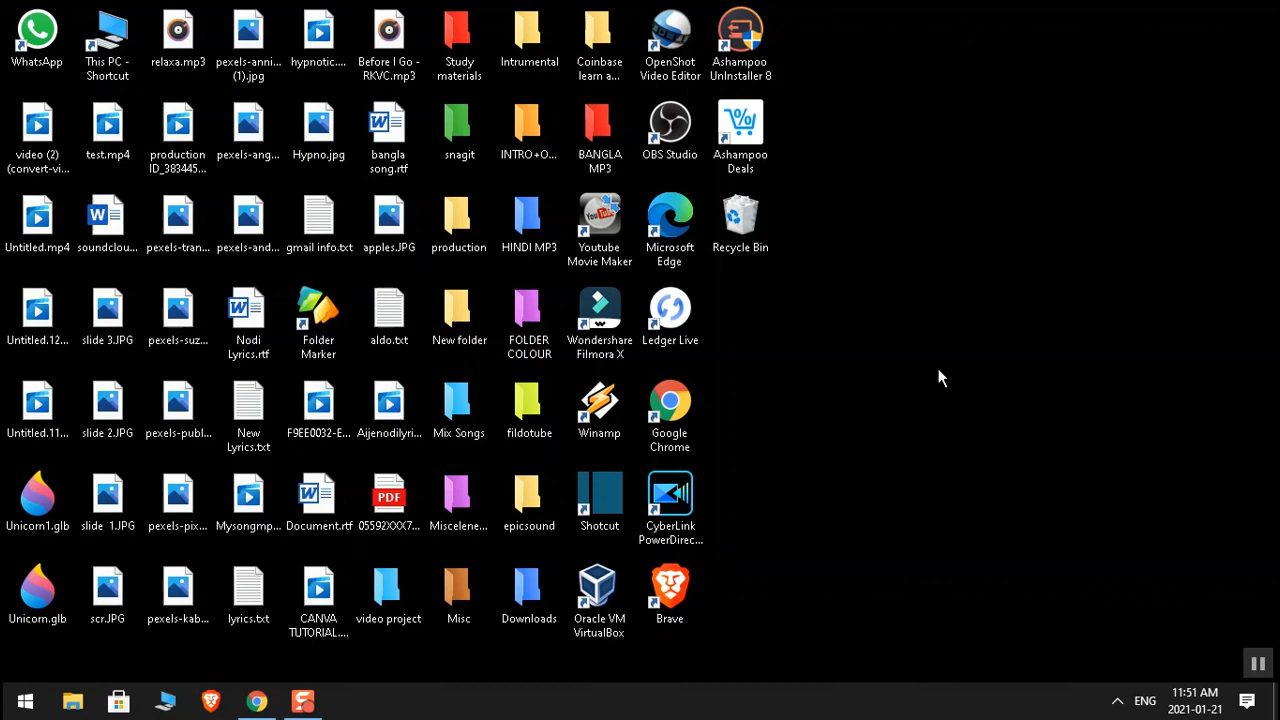 WhatsApp
This PC -
Shortcut
relaxa.mp3
pexels-anni...
(1).jpg
hypnotic....
Before I Go -
RKVC.mp3
Study
materials
Intrumental
Coinbase
learn a...
OpenShot
Video Editor
Ashampoo
UnInstaller 8
video (2)
(convert-vi...
test.mp4
production
ID_383445...
pexels-ang...
Hypno.jpg
bangla
song.rtf
snagit
INTRO+O...
BANGLA
MP3
OBS Studio
Ashampoo
Deals
Untitled.mp4
soundclou...
pexels-tran...
pexels-and...
gmail info.txt
apples.JPG
production
HINDI MP3
You Tube
Youtube
Movie Maker
Microsoft
Edge
Recycle Bin
Untitled.12...
slide 3.JPG
pexels-suz...
Nodi
Lyrics.rtf
Folder
Marker
aldo.txt
New folder
FOLDER
COLOUR
Wondershare
Filmora X
Ledger Live
Untitled.11...
slide 2.JPG
pexels-publ...
New
Lyrics.txt
F9EE0032-E...
Aijenodilyri...
Mix Songs
fildotube
Winamp
Google
Chrome
Unicorn1.glb
slide 1.JPG
pexels-pix...
Mysongmp...
Document.rtf
PDF
05592XXX7...
Miscelene...
epicsound
Shotcut
CyberLink
PowerDirec...
Unicorn.glb
scr.JPG
pexels-kab...
lyrics.txt
CANVA
TUTORIAL....
video project
Misc
Downloads
Oracle VM
VirtualBox
Brave
ENG
11:51 AM
2021-01-21